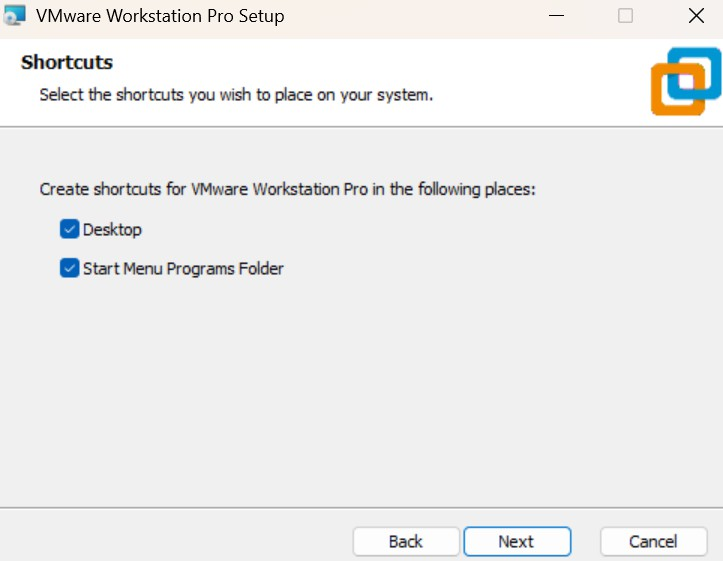 VMware Workstation Pro Setup
Shortcuts
Select the shortcuts you wish to place on your system.
Create shortcuts for VMware Workstation Pro in the following places:
Desktop
Start Menu Programs Folder
Back Next Cancel